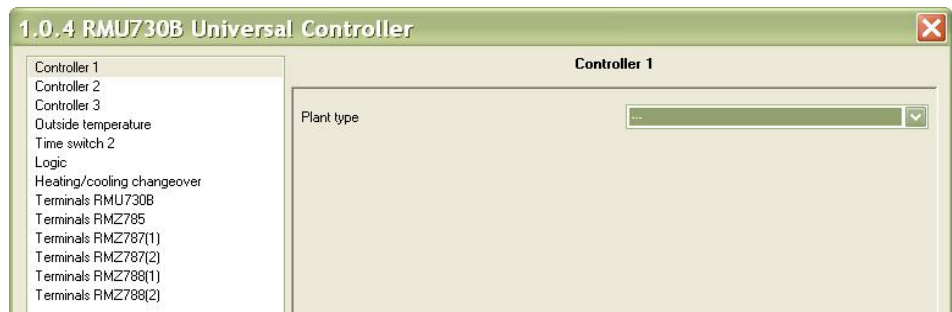 1.0.4 RMU730B Universal Controller
Controller 1
Controller 2
Controller 3
Outside temperature
Time switch 2
Logic
Heating/cooling changeover
Terminals RMU730B
Terminals RMZ785
Terminals RMZ787(1)
Terminals RMZ787(2)
Terminals RMZ788(1)
Terminals RMZ788(2)
Controller 1
Plant type
...